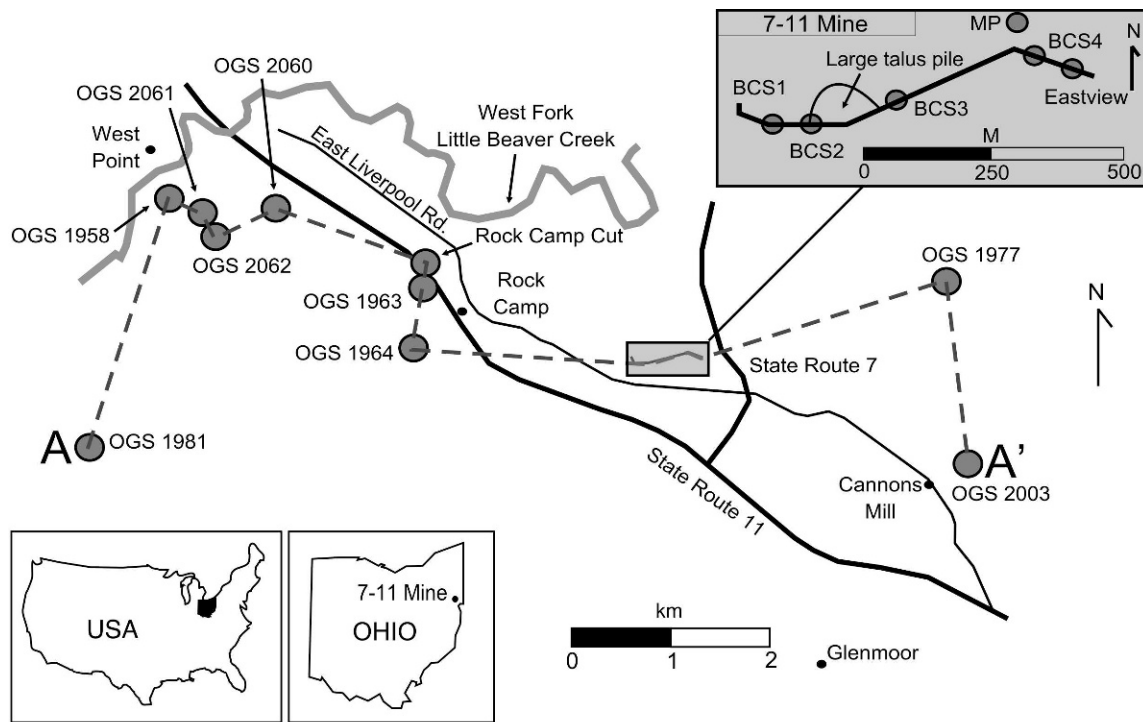 7-11 Mine
MP
N
BCS4
BCS1
Large talus pile
BCS3
Eastview
BCS2
M
0
250
500
OGS 2060
OGS 2061
West
Point
West Fork
Little Beaver Creek
East Liverpool Rd.
OGS 1958
OGS 2062
Rock Camp Cut
OGS 1963
Rock
Camp
OGS 1964
OGS 1977
N
State Route 7
A
OGS 1981
State Route 11
Cannons
Mill
A’
OGS 2003
USA
7-11 Mine
OHIO
km
0
1
2
Glenmoor